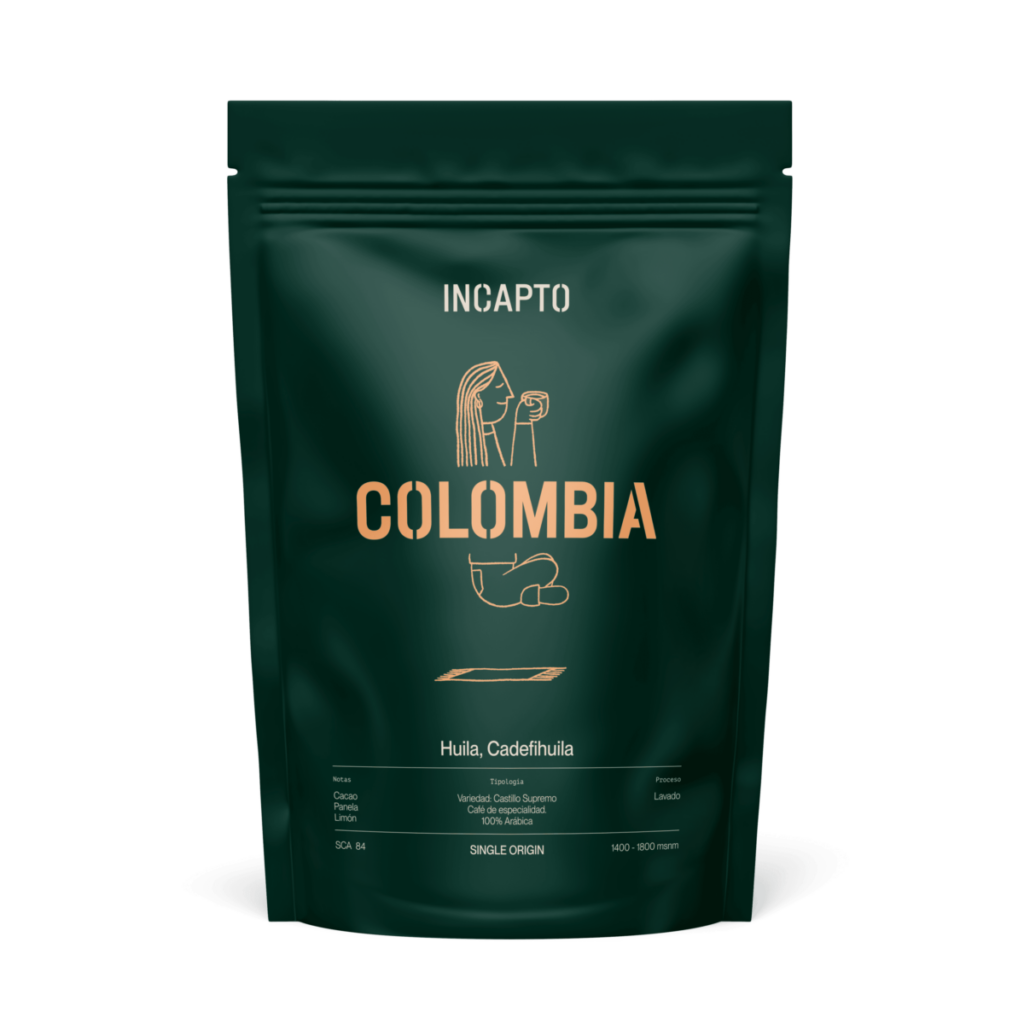 INCAPTO
COLOMBIA
Huila, Cadefihuila
Notas
Cacao
Panela
Limón
Tipología
Variedad: Castillo Supremo
Café de especialidad.
100% Arábica
Proceso
Lavado
SCA 84
SINGLE ORIGIN
1400 - 1800 msnm